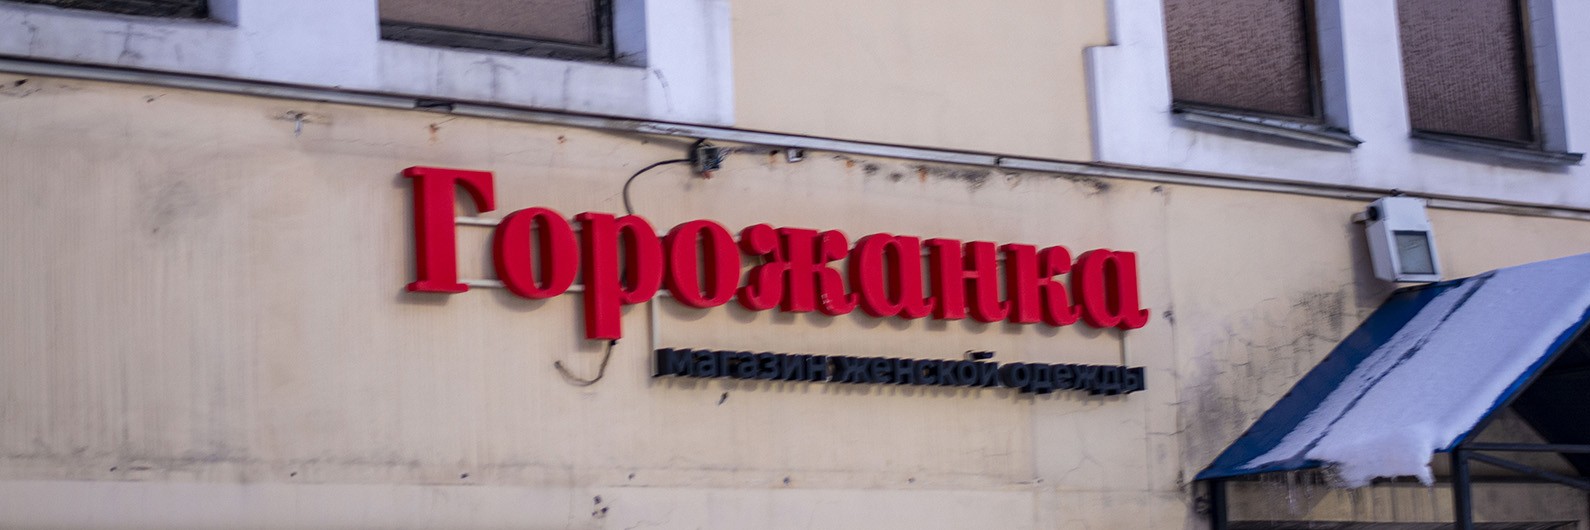 Горожанка
магазин женской одежды